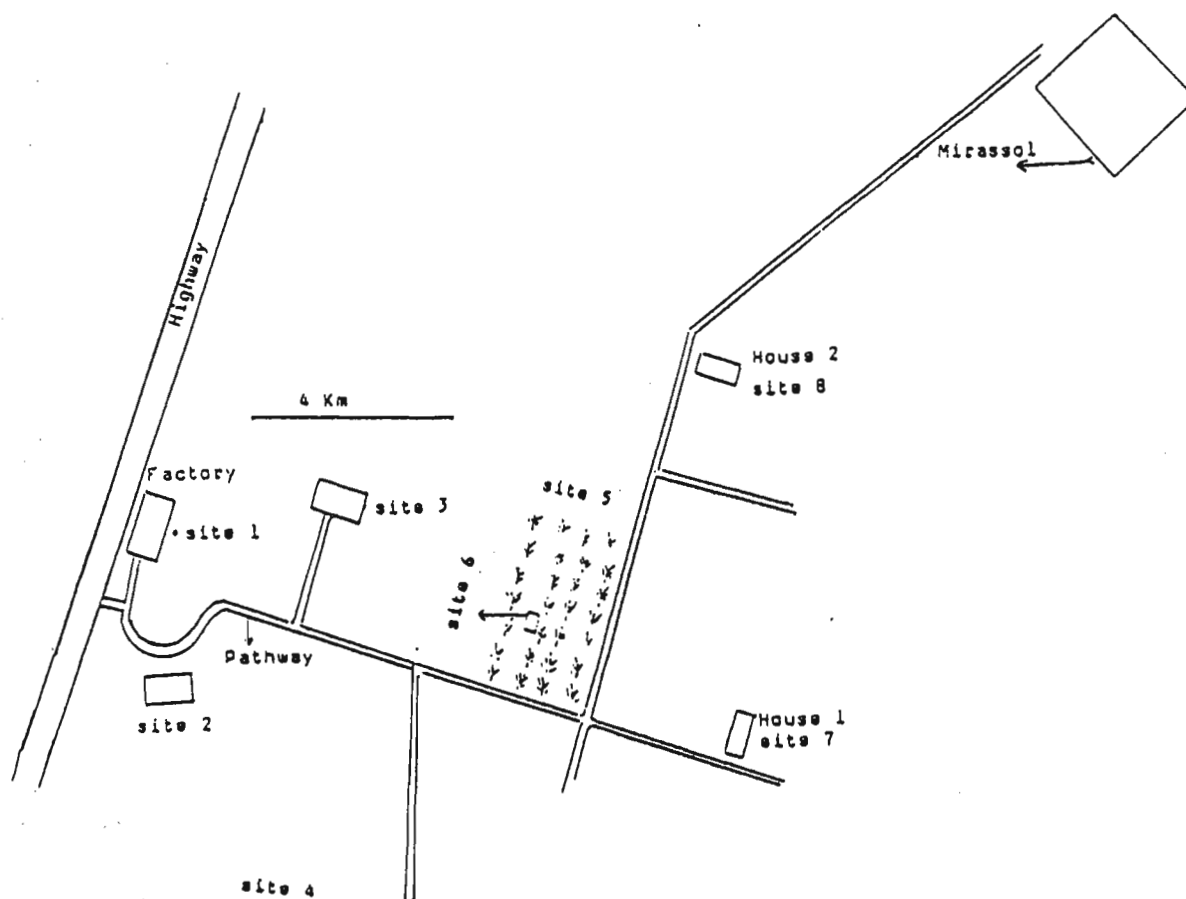 Mirassol
Highway
House 2
site 8
4 Km
Factory
site 5
site 3
site 1
site 6
Pathway
House 1
site 7
site 2
site 4